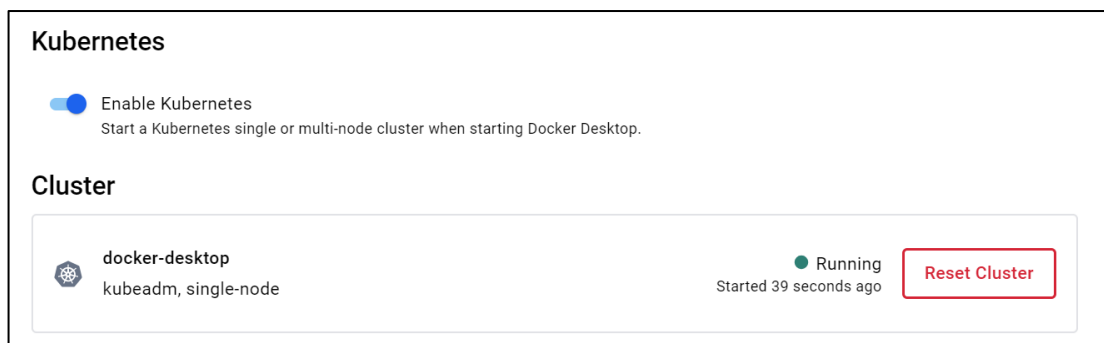 Kubernetes
Enable Kubernetes
Start a Kubernetes single or multi-node cluster when starting Docker Desktop.
Cluster
docker-desktop
kubeadm, single-node
Running
Started 39 seconds ago
Reset Cluster